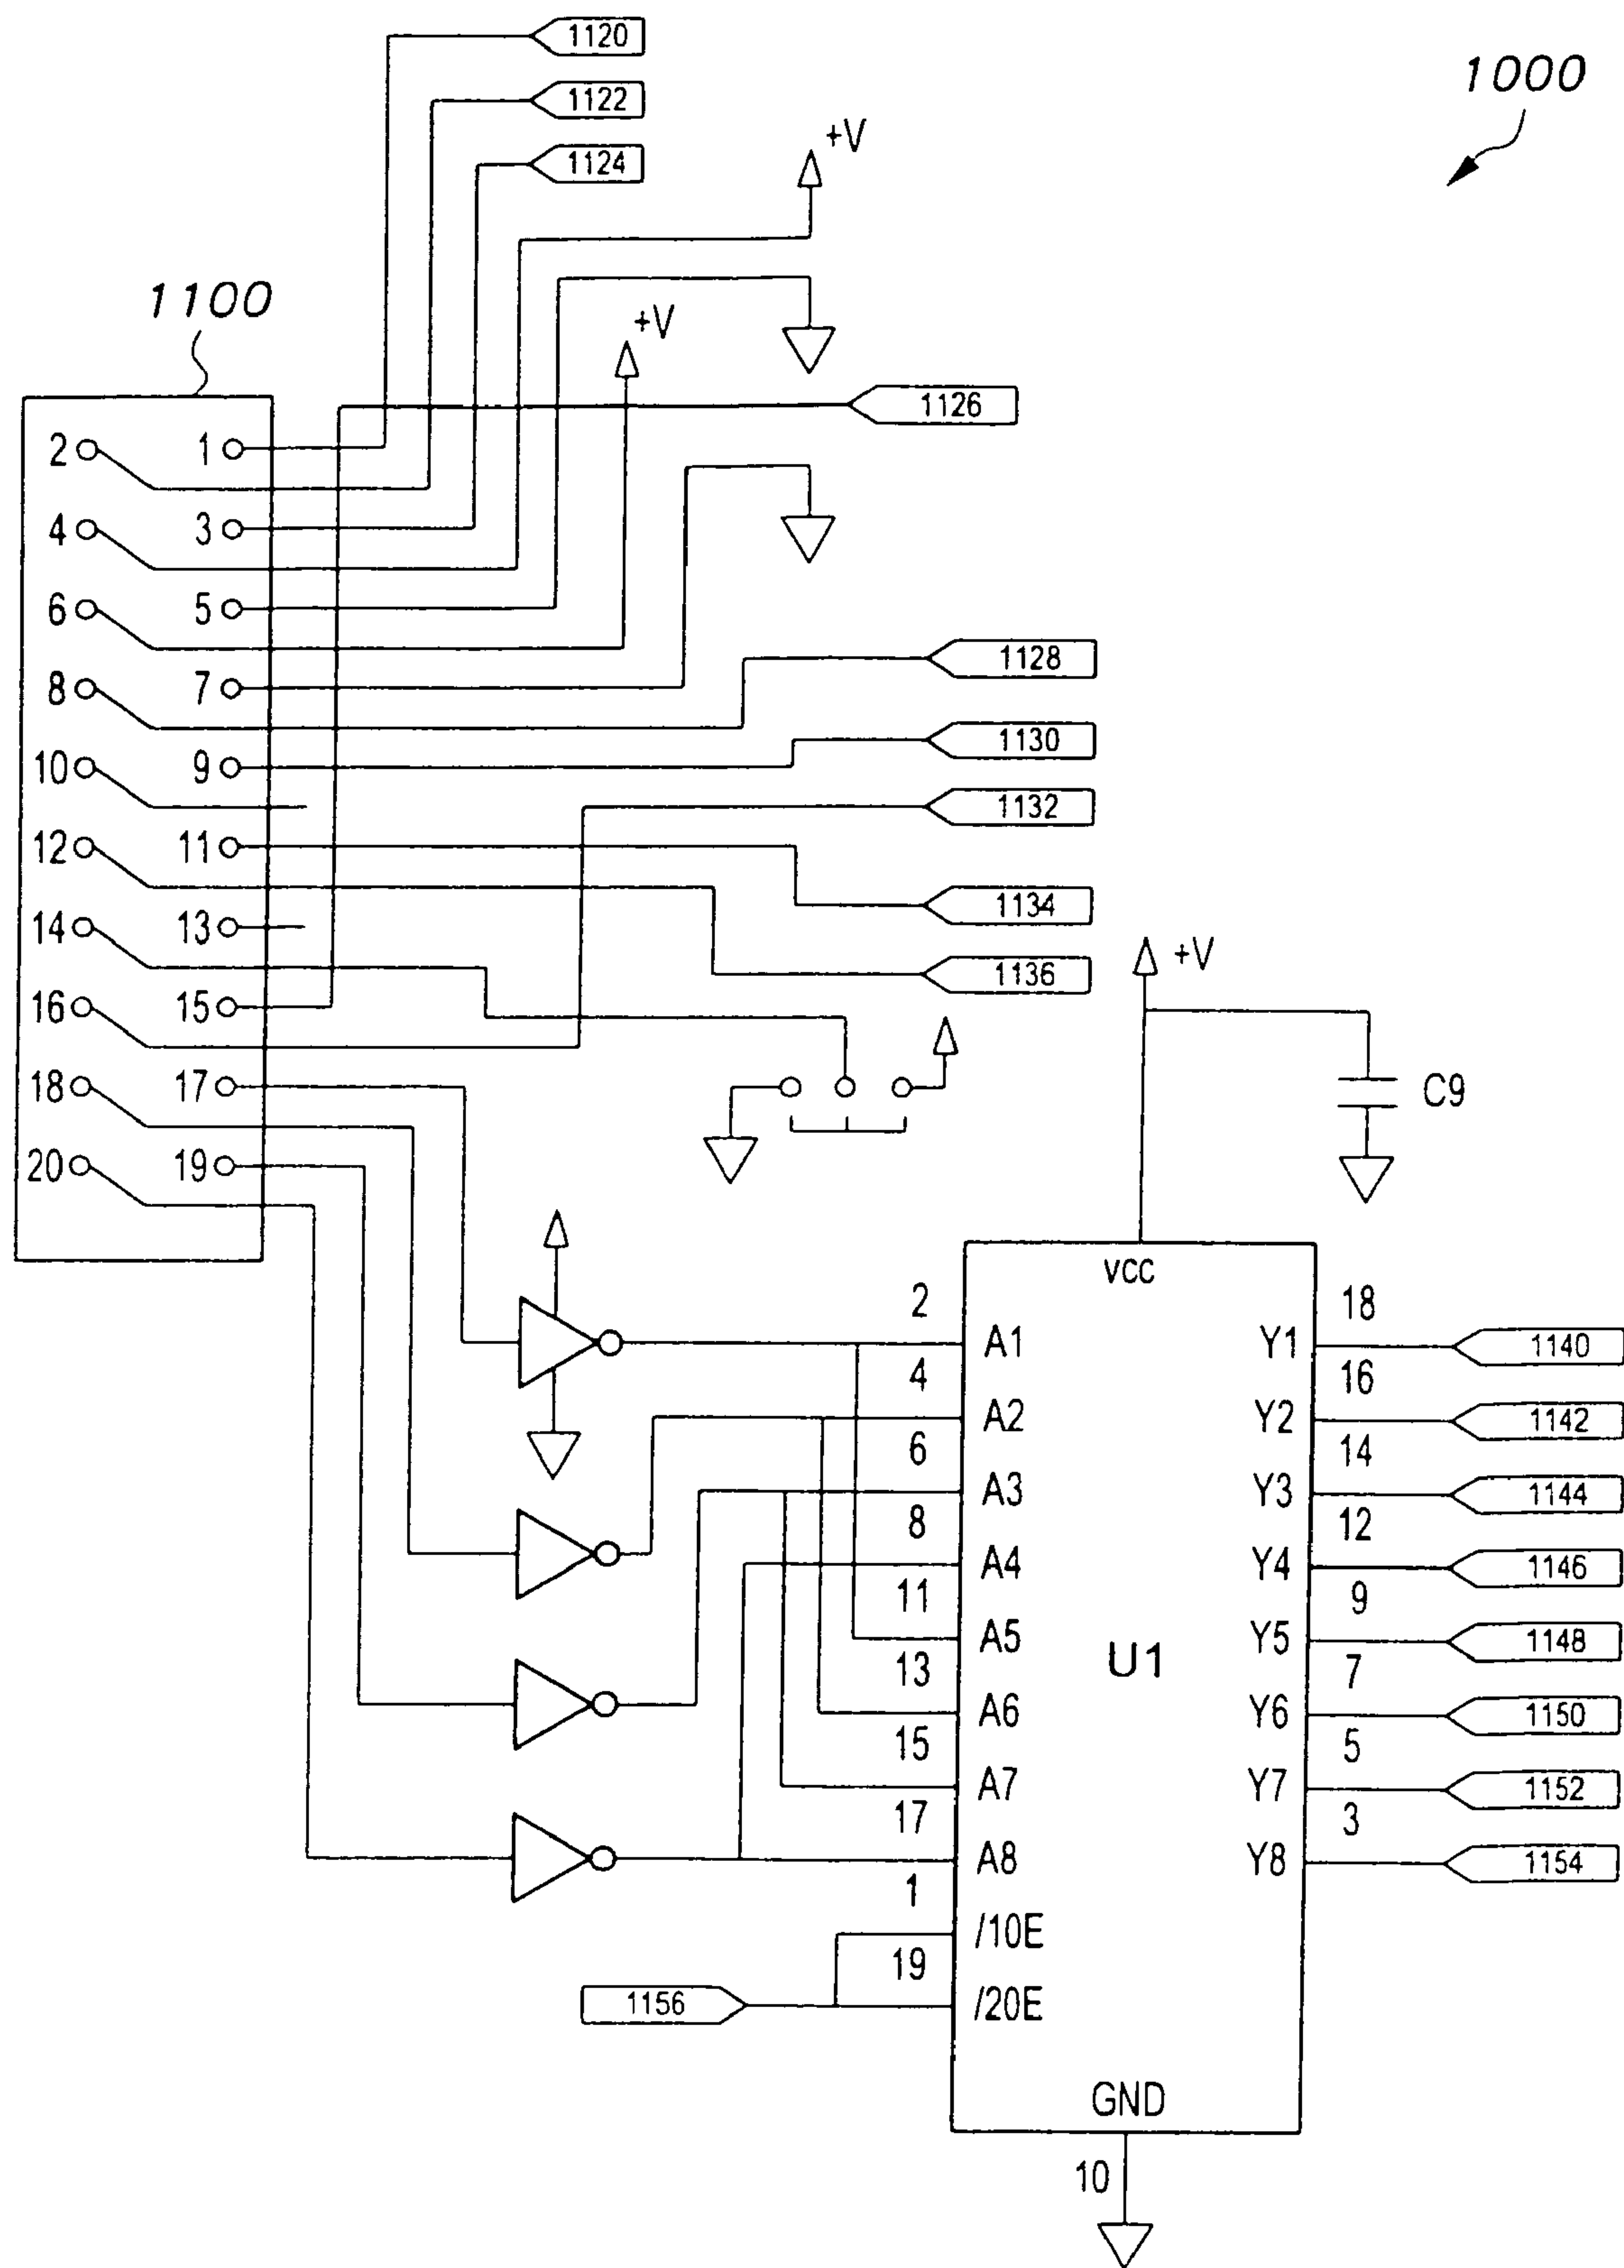 1120
1000
1122
1124
+V
1100
+V
1126
2 1
4 3
6 5
1128
8 7
1130
10 9
1132
12 11
1134
14 13
+V
1136
16 15
18 17
C9
20 19
VCC
2 18
A1 Y1 1140
4 16
A2 Y2 1142
6 14
A3 Y3 1144
8 12
A4 Y4 1146
11 9
A5 Y5 1148
U1
13 7
A6 Y6 1150
15 5
A7 Y7 1152
17 3
A8 Y8 1154
1
/10E
19
1156 /20E
GND
10